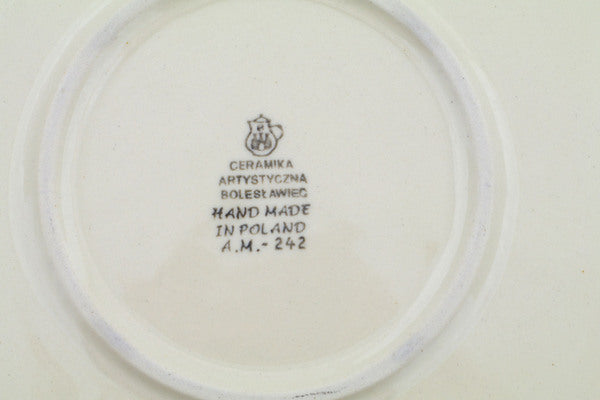 CERAMIKA
ARTYSTYCZNA
BOLESŁAWIEC
HAND MADE
IN POLAND
A.M.- 242